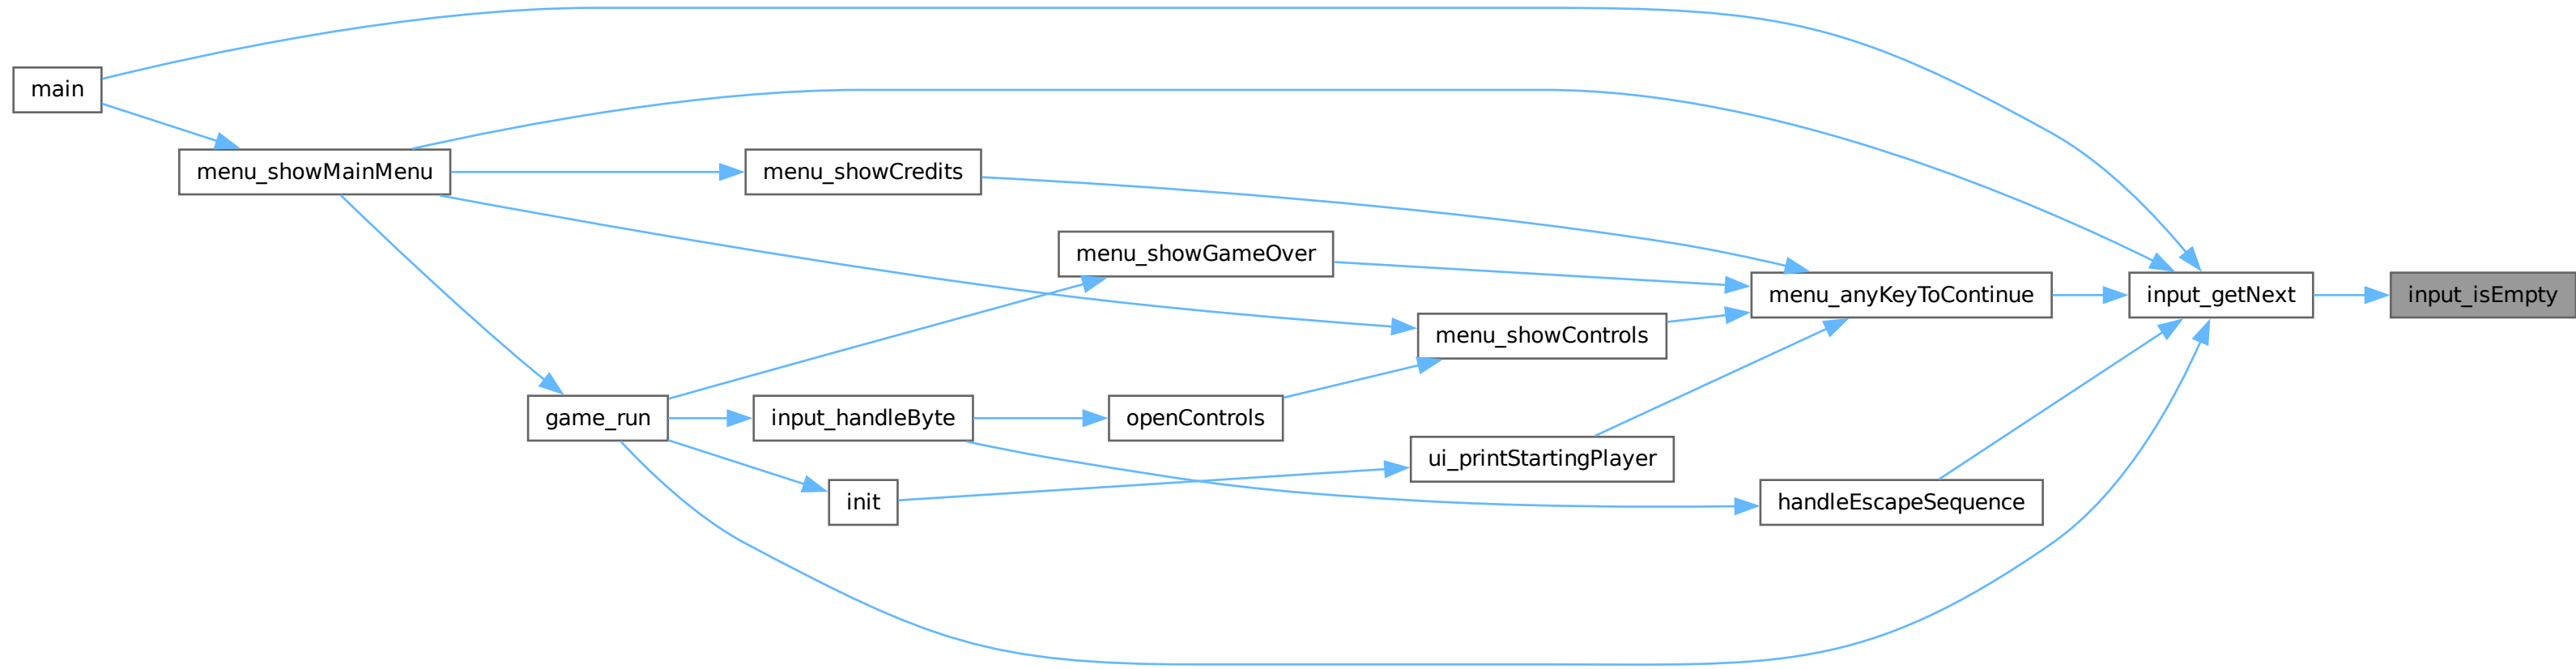 main
menu_showMainMenu
menu_showCredits
menu_showGameOver
menu_anyKeyToContinue
input_getNext
input_isEmpty
menu_showControls
game_run
input_handleByte
openControls
ui_printStartingPlayer
init
handleEscapeSequence